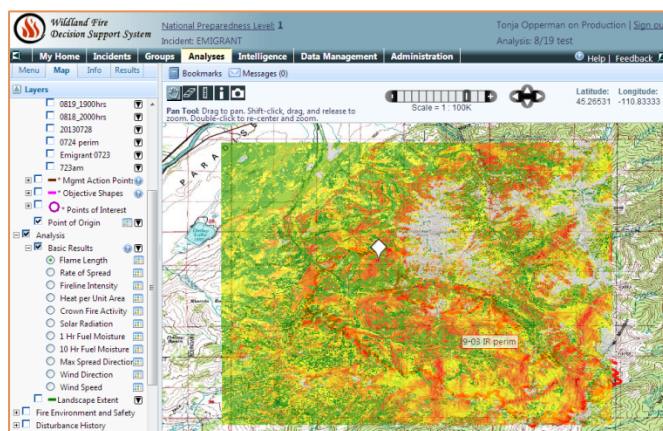 Wildland Fire
Decision Support System
National Preparedness Level: 1
Incident: EMIGRANT
Tonja Opperman on Production | Sign
Analysis: 8/19 test
My Home Incidents Groups Analyses Intelligence Data Management Administration
Help | Feedback
Menu Map Info Results
Bookmarks Messages (0)
Layers
Pan Tool: Drag to pan. Shift-click, drag, and release to
zoom. Double-click to re-center and zoom.
Scale = 1 : 100K
Latitude: Longitude:
45.26531 -110.83333
0819_1900hrs
0818_2000hrs
20130728
0724 perim
Emigrant 0723
723am
* Mgmt Action Points
* Objective Shapes
* Points of Interest
Point of Origin
Analysis
Basic Results
Flame Length
Rate of Spread
Fireline Intensity
Heat per Unit Area
Crown Fire Activity
Solar Radiation
1 Hr Fuel Moisture
10 Hr Fuel Moisture
Max Spread Direction
Wind Direction
Wind Speed
Landscape Extent
Fire Environment and Safety
Disturbance History
P A R A
9-03 IR perim